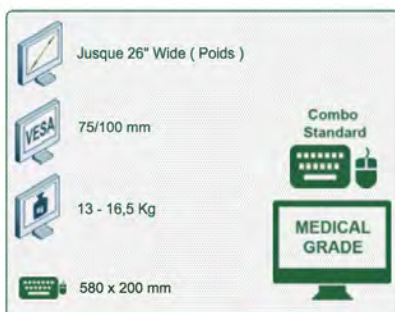 Jusque 26" Wide ( Poids )
VESA
75/100 mm
13 - 16,5 Kg
580 x 200 mm
Combo
Standard
MEDICAL
GRADE